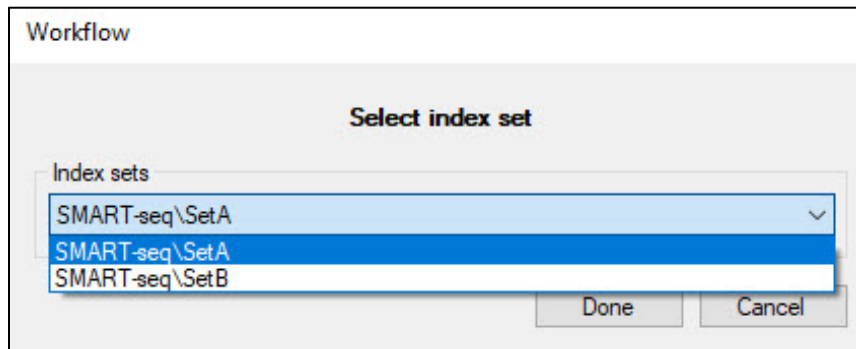 Workflow
Select index set
Index sets
SMART-seq\SetA
SMART-seq\SetA
SMART-seq\SetB
Done Cancel